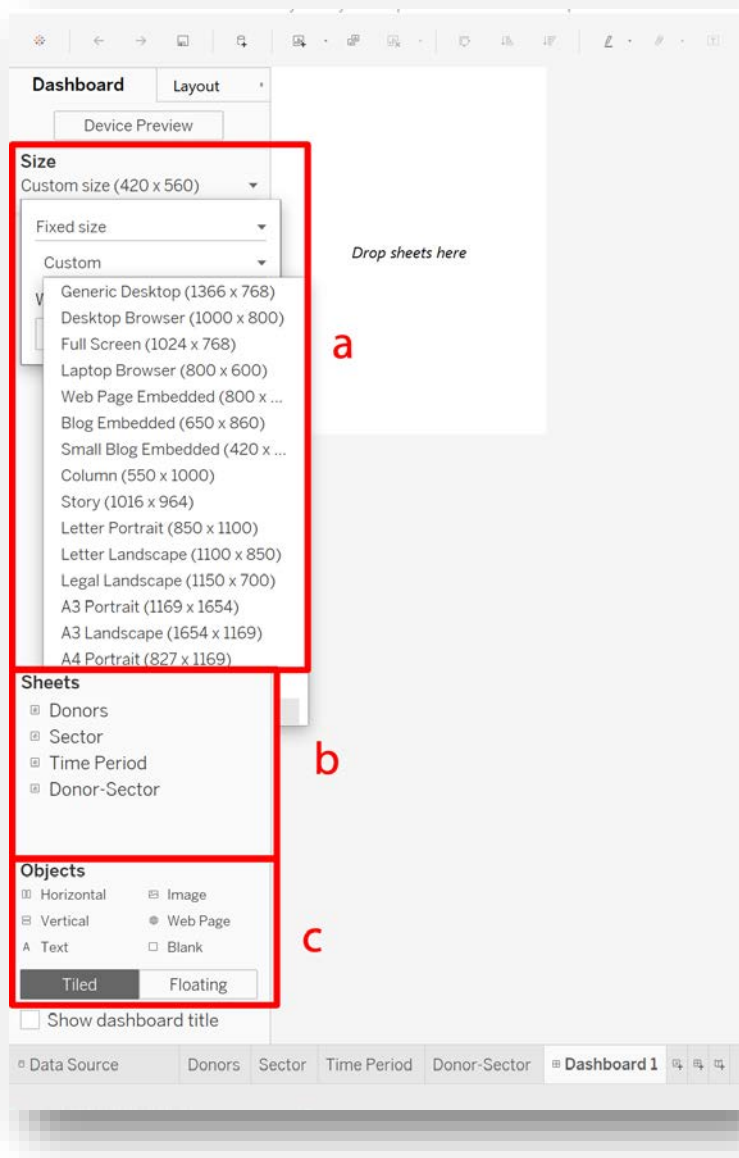 Dashboard Layout
Device Preview
Size
Custom size (420 x 560)
Fixed size
Custom
Drop sheets here
W
Generic Desktop (1366 x 768)
Desktop Browser (1000 x 800)
Full Screen (1024 x 768)
a
Laptop Browser (800 x 600)
Web Page Embedded (800 x ...
Blog Embedded (650 x 860)
Small Blog Embedded (420 x ...
Column (550 x 1000)
Story (1016 x 964)
Letter Portrait (850 x 1100)
Letter Landscape (1100 x 850)
Legal Landscape (1150 x 700)
A3 Portrait (1169 x 1654)
A3 Landscape (1654 x 1169)
A4 Portrait (827 x 1169)
Sheets
Donors
Sector
Time Period
b
Donor-Sector
Objects
Horizontal Image
Vertical Web Page
A Text Blank
c
Tiled Floating
Show dashboard title
Data Source Donors Sector Time Period Donor-Sector Dashboard 1